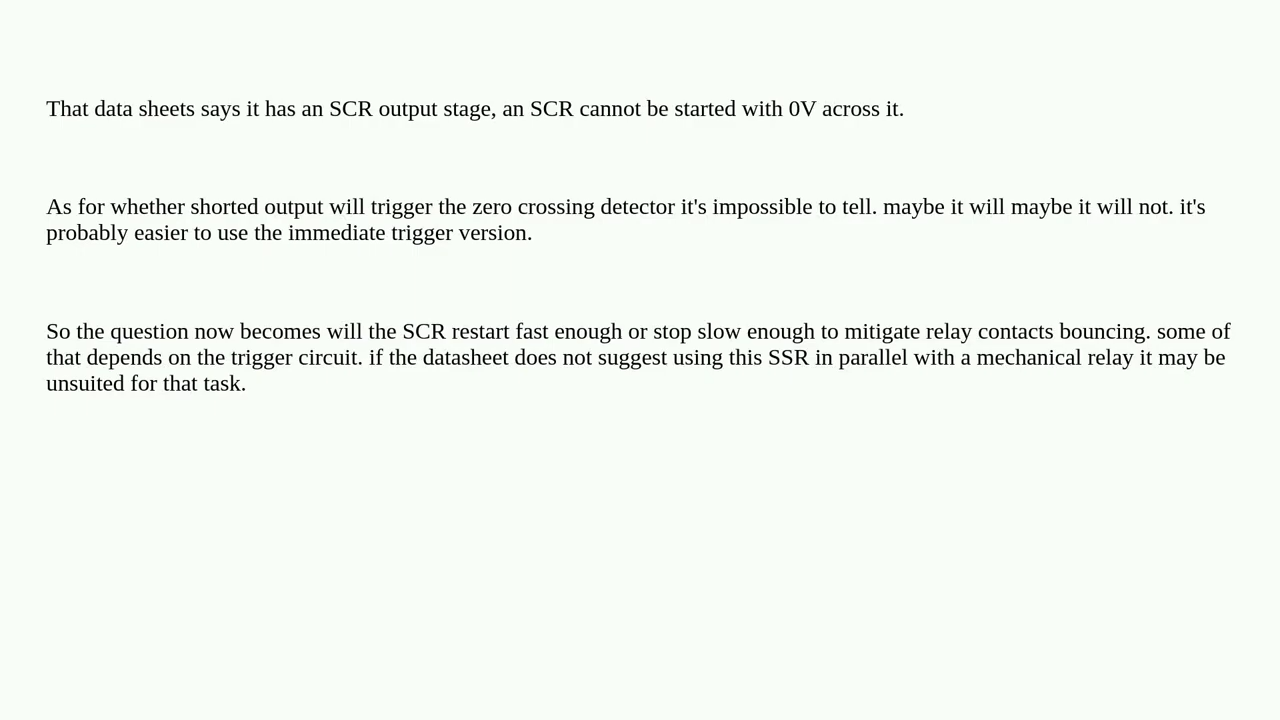 That data sheets says it has an SCR output stage, an SCR cannot be started with 0V across it.
As for whether shorted output will trigger the zero crossing detector it's impossible to tell. maybe it will maybe it will not. it's
probably easier to use the immediate trigger version.
So the question now becomes will the SCR restart fast enough or stop slow enough to mitigate relay contacts bouncing. some of
that depends on the trigger circuit. if the datasheet does not suggest using this SSR in parallel with a mechanical relay it may be
unsuited for that task.